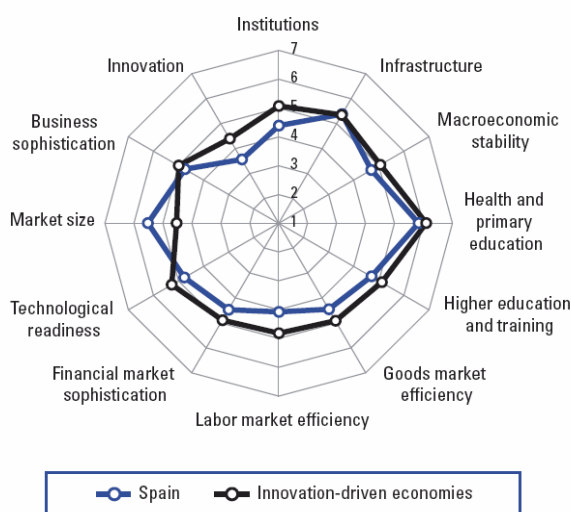 Institutions
7
6
5
4
3
2
1
Infrastructure
Macroeconomic
stability
Health and
primary
education
Higher education
and training
Goods market
efficiency
Labor market efficiency
Financial market
sophistication
Technological
readiness
Market size
Business
sophistication
Innovation
Spain
Innovation-driven economies